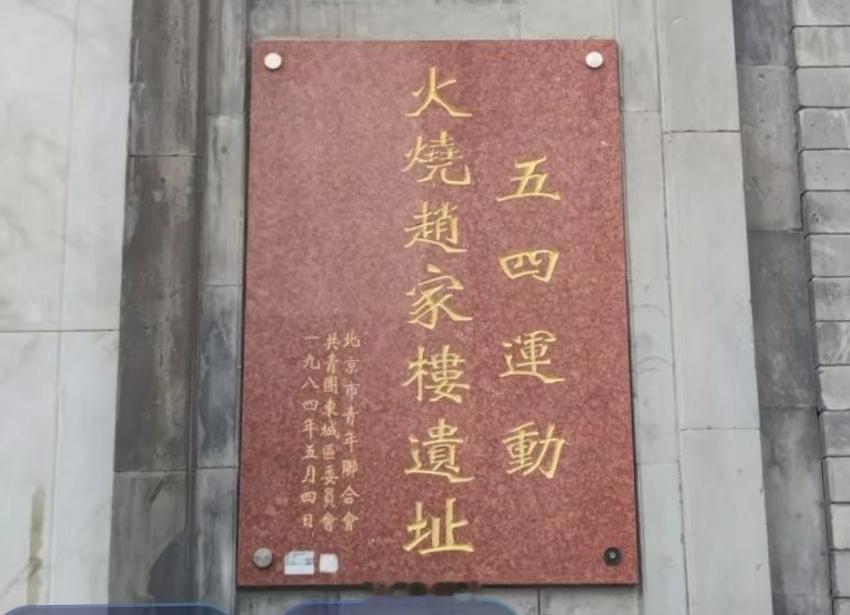 五四運動
火燒趙家樓遺址
北京市青年聯合會
共青團東城區委員會
一九八四年五月四日